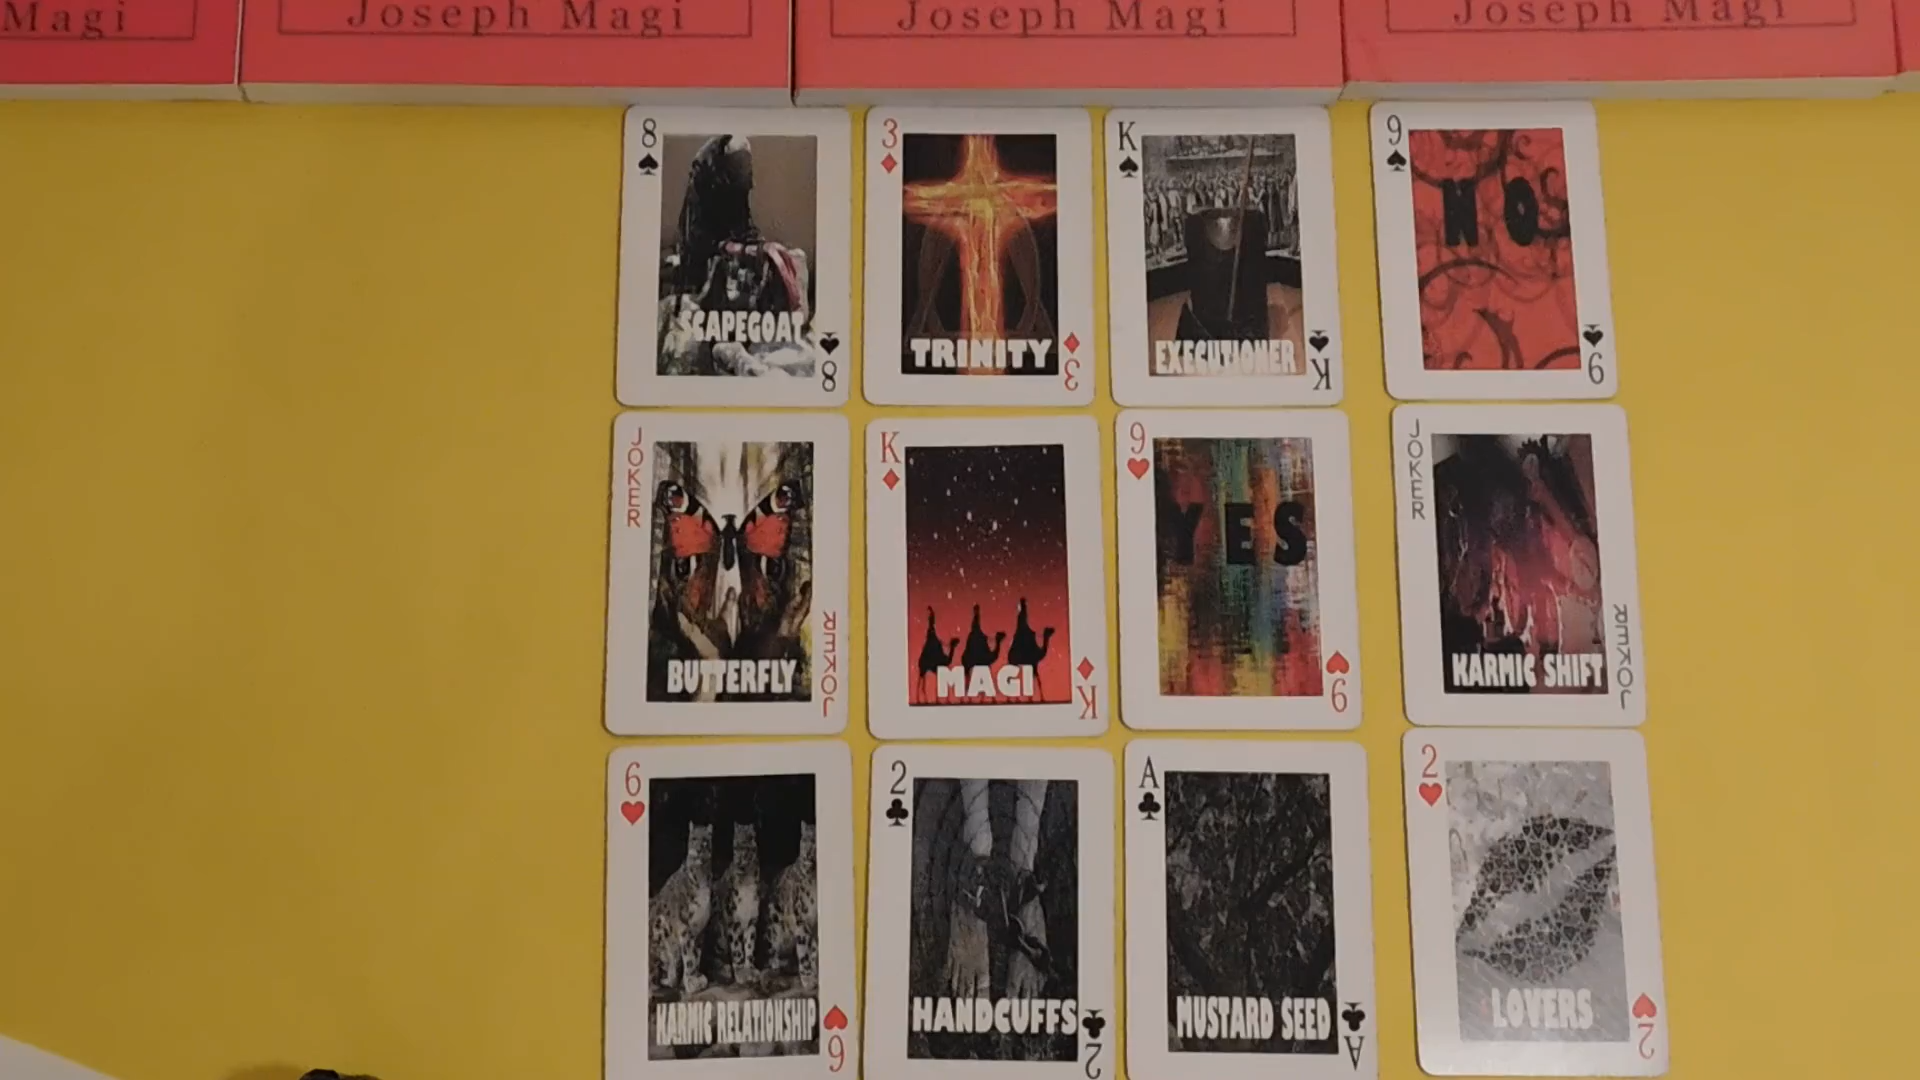 Magi
Joseph Magi
Joseph Magi
Joseph Magi
8
SCAPEGOAT
8
3
TRINITY
3
K
EXECUTIONER
K
9
NO
9
JOKER
BUTTERFLY
JOKER
K
MAGI
K
9
YES
9
JOKER
KARMIC SHIFT
JOKER
6
KARMIC RELATIONSHIP
6
2
HANDCUFFS
2
A
MUSTARD SEED
A
2
LOVERS
2